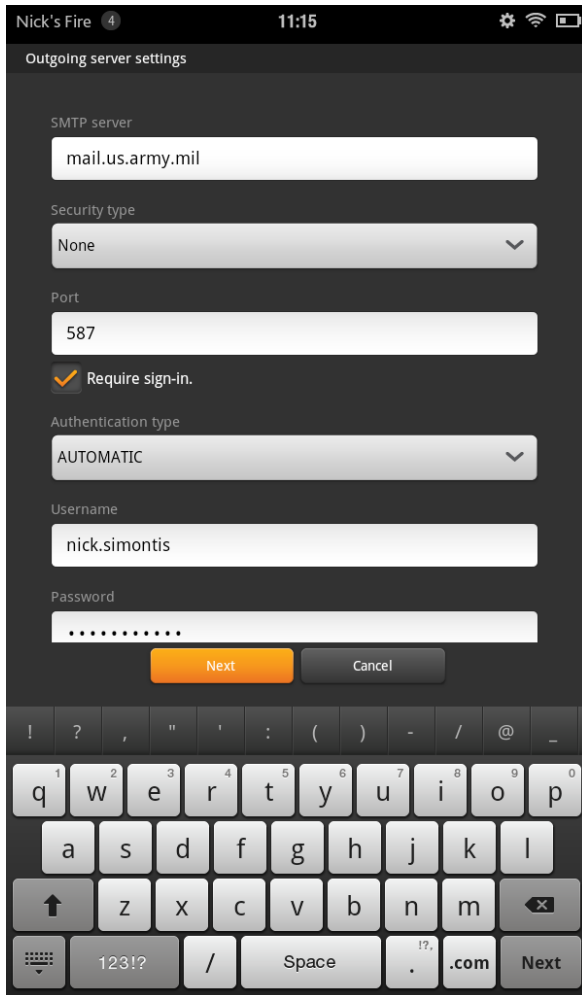 Nick's Fire 4 11:15
Outgoing server settings
SMTP server
mail.us.army.mil
Security type
None
Port
587
Require sign-in.
Authentication type
AUTOMATIC
Username
nick.simontis
Password
•••••••••••
Next Cancel
! ? , " ' : ( ) - / @ _
1 2 3 4 5 6 7 8 9 0
q w e r t y u i o p
a s d f g h j k l
z x c v b n m
!?,
123!? / Space . .com Next